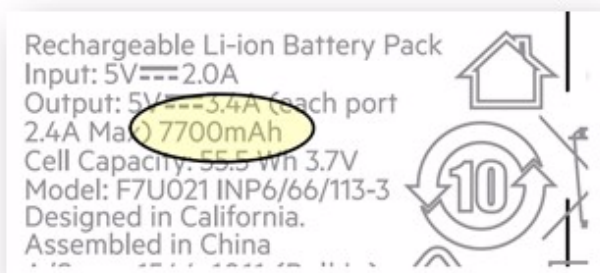 Rechargeable Li-ion Battery Pack
Input: 5V⎓2.0A
Output: 5V⎓3.4A (each port
2.4A Max) 7700mAh
Cell Capacity: 55.5 Wh 3.7V
Model: F7U021 INP6/66/113-3
Designed in California.
Assembled in China
10